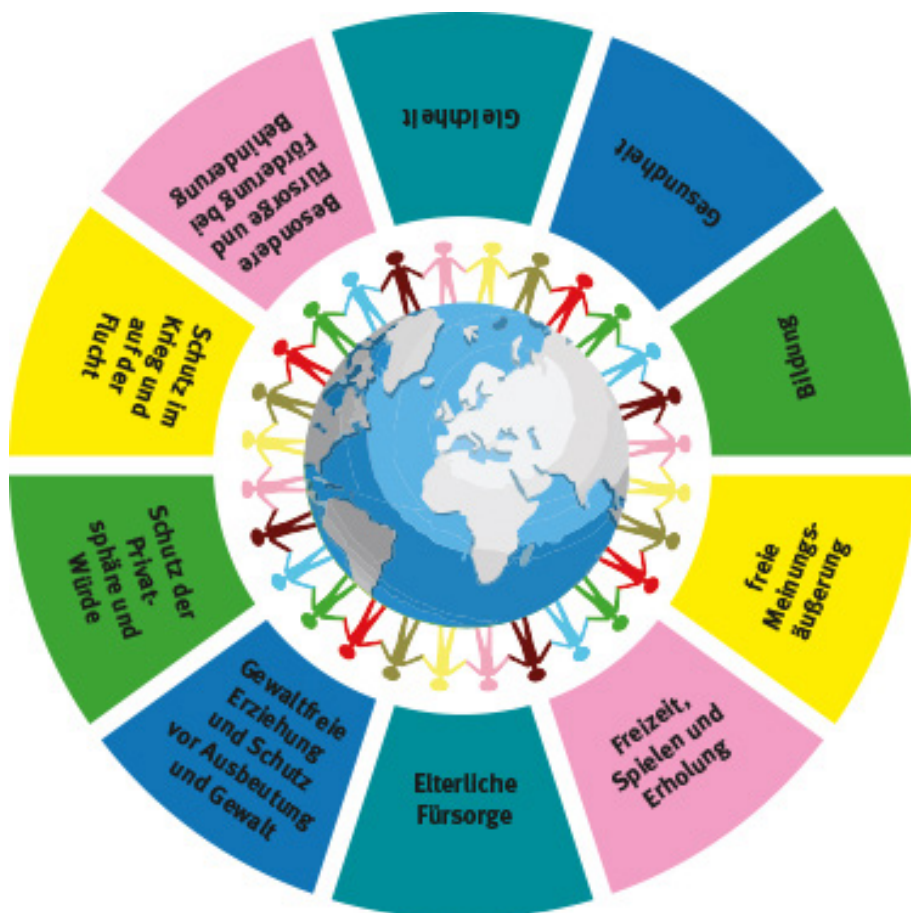 Gleichheit
Gesundheit
Bildung
freie
Meinungs-
äußerung
Freizeit,
Spielen und
Erholung
Elterliche
Fürsorge
Gewaltfreie
Erziehung
und Schutz
vor Ausbeutung
und Gewalt
Schutz der
Privat-
sphäre und
Würde
Schutz im
Krieg und
auf der
Flucht
Besondere
Fürsorge und
Förderung bei
Behinderung